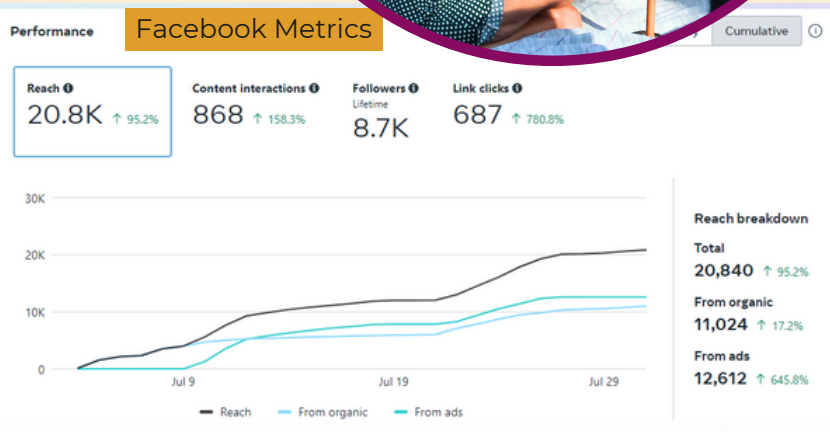 Facebook Metrics
Performance
Cumulative
Reach
Content interactions
Followers
Link clicks
Lifetime
20.8K ↑ 95.2%
868 ↑ 158.3%
8.7K
687 ↑ 780.8%
30K
20K
10K
0
Jul 9
Jul 19
Jul 29
Reach
From organic
From ads
Reach breakdown
Total
20,840 ↑ 95.2%
From organic
11,024 ↑ 17.2%
From ads
12,612 ↑ 645.8%